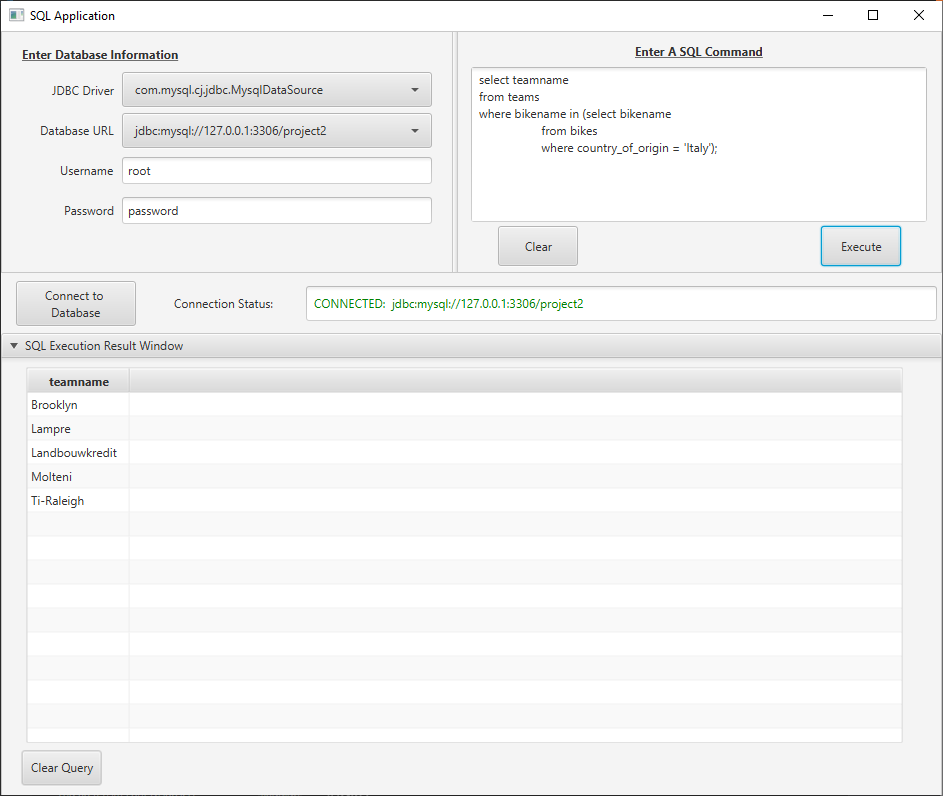 SQL Application
Enter Database Information
JDBC Driver
com.mysql.cj.jdbc.MysqlDataSource
Database URL
jdbc:mysql://127.0.0.1:3306/project2
Username
root
Password
password
Enter A SQL Command
select teamname
from teams
where bikename in (select bikename
from bikes
where country_of_origin = 'Italy');
Clear
Execute
Connect to
Database
Connection Status:
CONNECTED: jdbc:mysql://127.0.0.1:3306/project2
SQL Execution Result Window
teamname
Brooklyn
Lampre
Landbouwkredit
Molteni
Ti-Raleigh
Clear Query